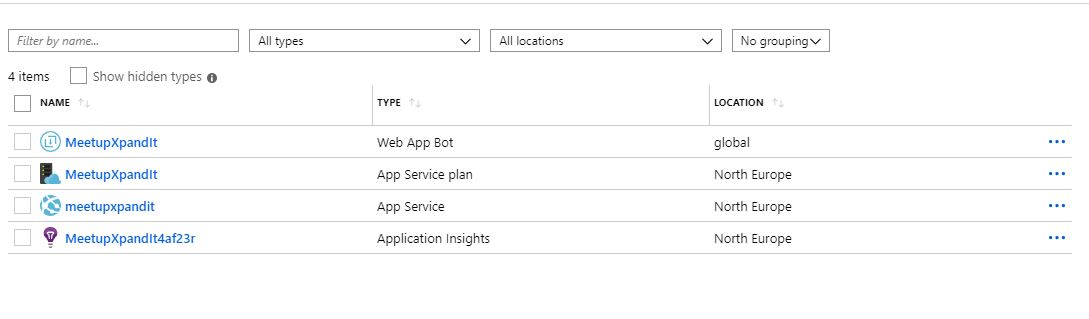 Filter by name... All types All locations No grouping
4 items Show hidden types
NAME TYPE LOCATION
MeetupXpandIt Web App Bot global
MeetupXpandIt App Service plan North Europe
meetupxpandit App Service North Europe
MeetupXpandIt4af23r Application Insights North Europe